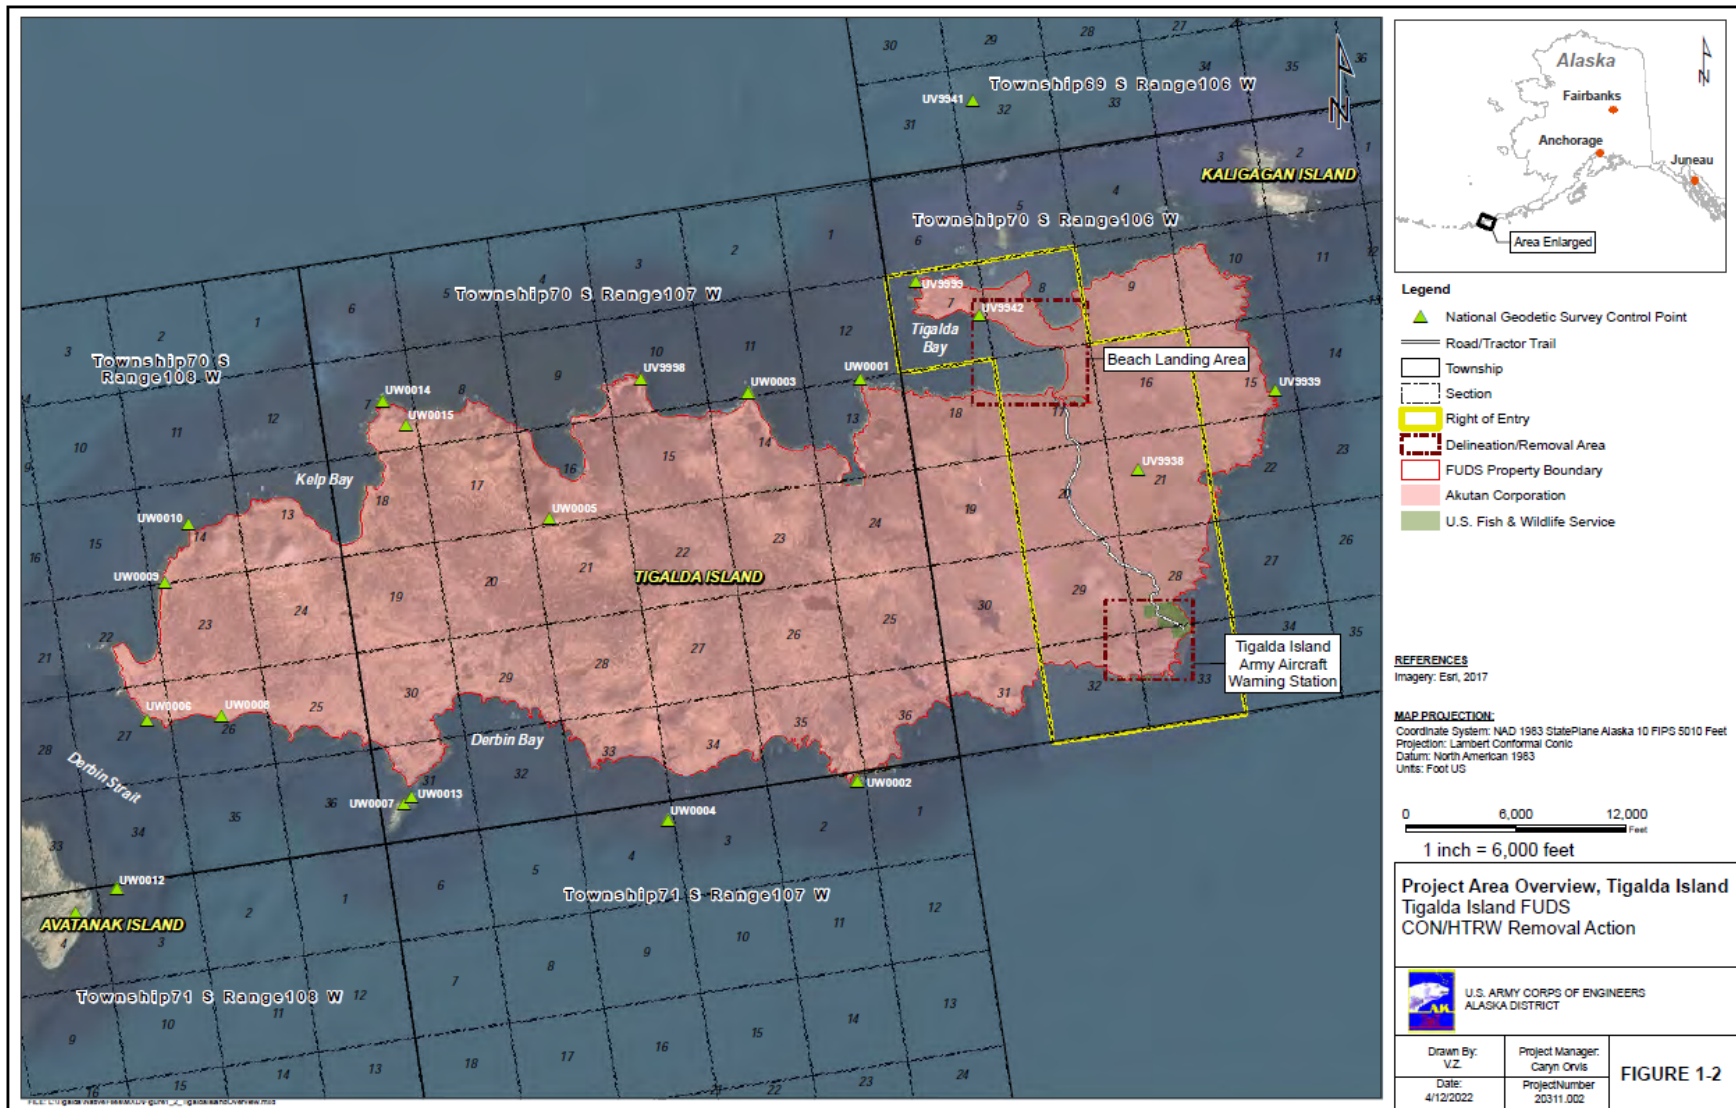 Township69 S Range106 W
KALIGAGAN ISLAND
Township70 S Range106 W
Township70 S Range107 W
Township70 S
Range108 W
Tigalda
Bay
Beach Landing Area
Kelp Bay
TIGALDA ISLAND
Tigalda Island
Army Aircraft
Warning Station
Derbin Bay
Derbin Strait
AVATANAK ISLAND
Township71 S Range107 W
Township71 S Range108 W
UV9941
UV9999
UV9942
UV9998
UW0003
UW0001
UV9939
UW0014
UW0015
UV9938
UW0010
UW0005
UW0009
UW0006
UW0008
UW0007
UW0013
UW0004
UW0002
UW0012
N
Alaska
Fairbanks
Anchorage
Juneau
Area Enlarged
N
Legend
National Geodetic Survey Control Point
Road/Tractor Trail
Township
Section
Right of Entry
Delineation/Removal Area
FUDS Property Boundary
Akutan Corporation
U.S. Fish & Wildlife Service
REFERENCES
Imagery: Esri, 2017
MAP PROJECTION:
Coordinate System: NAD 1983 StatePlane Alaska 10 FIPS 5010 Feet
Projection: Lambert Conformal Conic
Datum: North American 1983
Units: Foot US
0 6,000 12,000
Feet
1 inch = 6,000 feet
Project Area Overview, Tigalda Island
Tigalda Island FUDS
CON/HTRW Removal Action
AK
U.S. ARMY CORPS OF ENGINEERS
ALASKA DISTRICT
Drawn By:
V.Z.
Project Manager:
Caryn Orvis
Date:
4/12/2022
ProjectNumber
20311.002
FIGURE 1-2